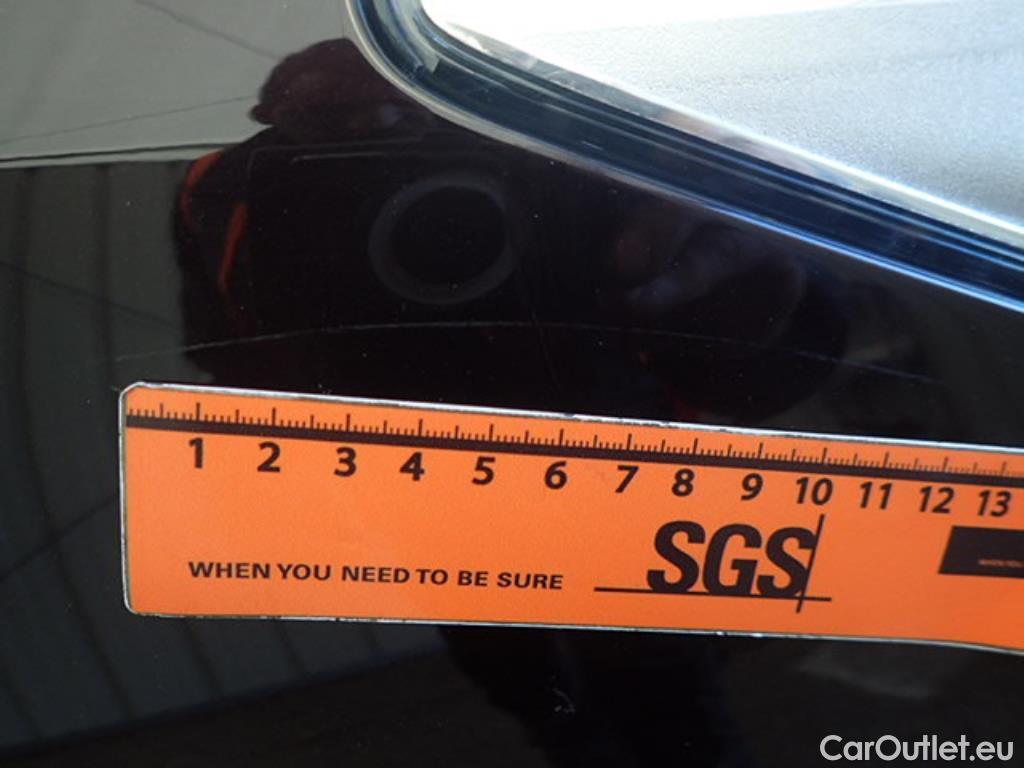 1 2 3 4 5 6 7 8 9 10 11 12 13
WHEN YOU NEED TO BE SURE
SGS
CarOutlet.eu